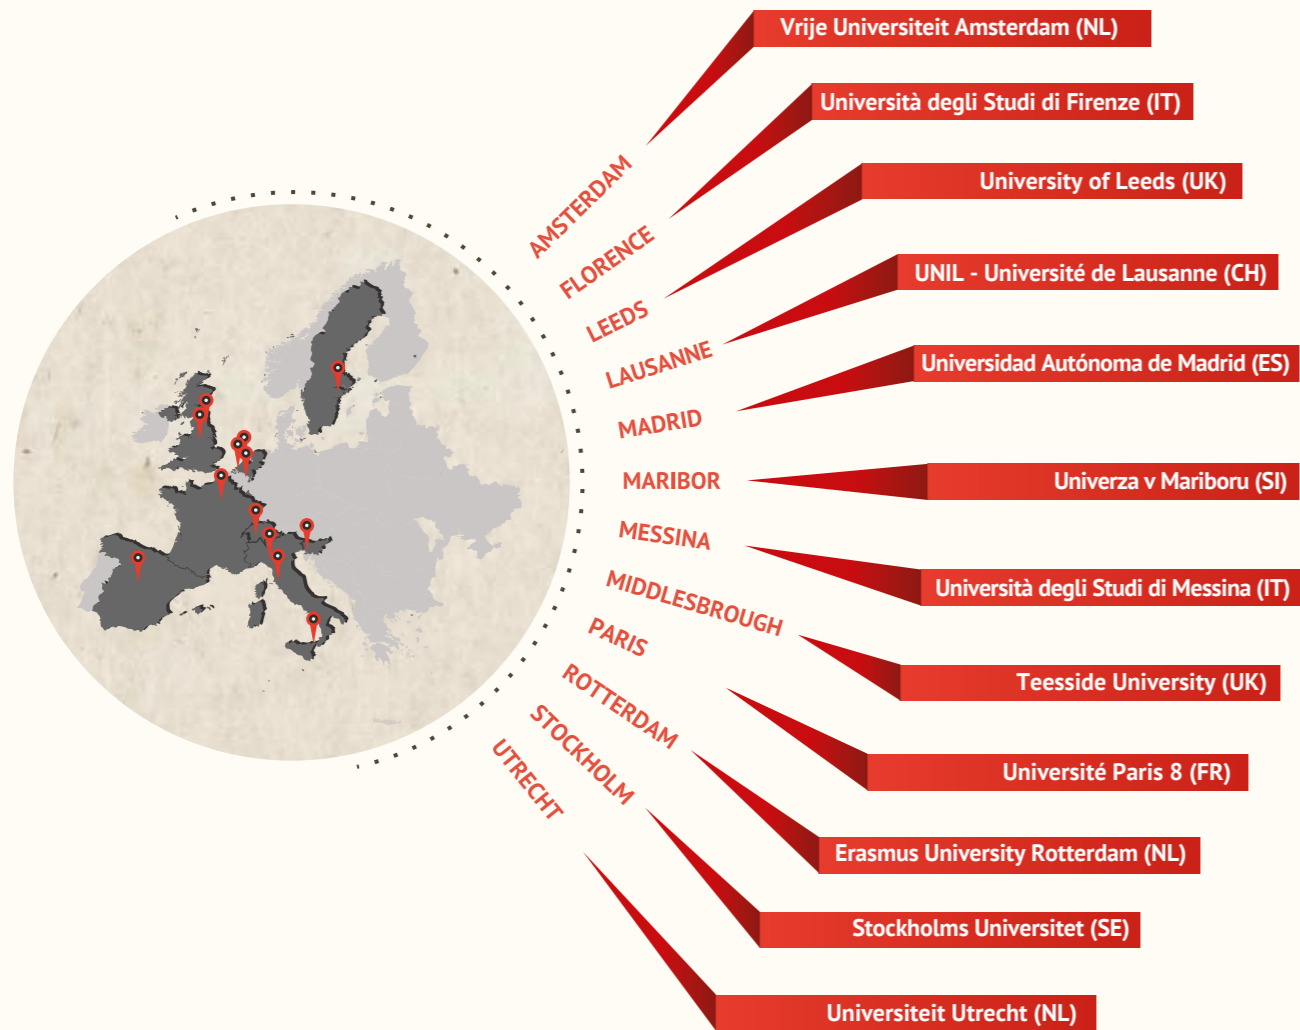 Vrije Universiteit Amsterdam (NL)
AMSTERDAM
Università degli Studi di Firenze (IT)
FLORENCE
University of Leeds (UK)
LEEDS
UNIL - Université de Lausanne (CH)
LAUSANNE
Universidad Autónoma de Madrid (ES)
MADRID
Univerza v Mariboru (SI)
MARIBOR
Università degli Studi di Messina (IT)
MESSINA
Teesside University (UK)
MIDDLESBROUGH
Université Paris 8 (FR)
PARIS
Erasmus University Rotterdam (NL)
ROTTERDAM
Stockholms Universitet (SE)
STOCKHOLM
Universiteit Utrecht (NL)
UTRECHT